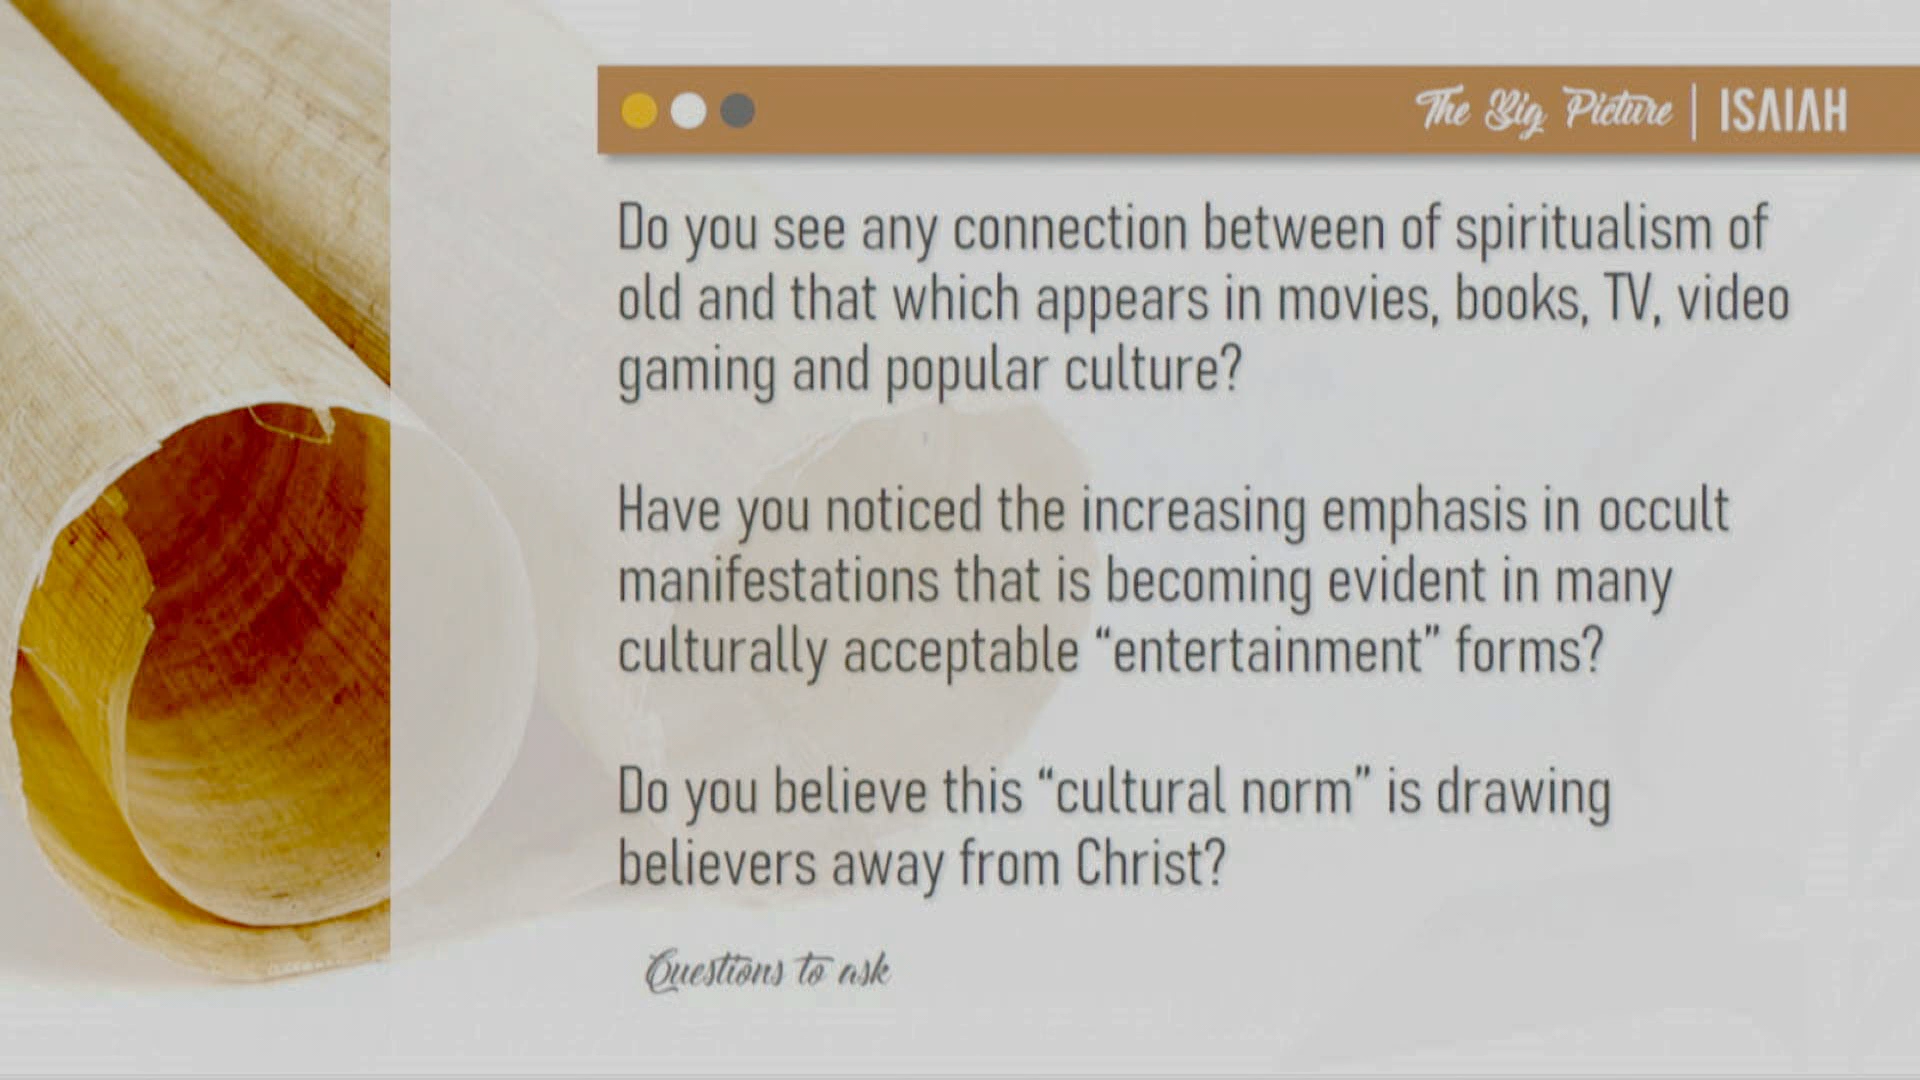 The Big Picture | ISAIAH
Do you see any connection between of spiritualism of
old and that which appears in movies, books, TV, video
gaming and popular culture?
Have you noticed the increasing emphasis in occult
manifestations that is becoming evident in many
culturally acceptable “entertainment” forms?
Do you believe this “cultural norm” is drawing
believers away from Christ?
Questions to ask